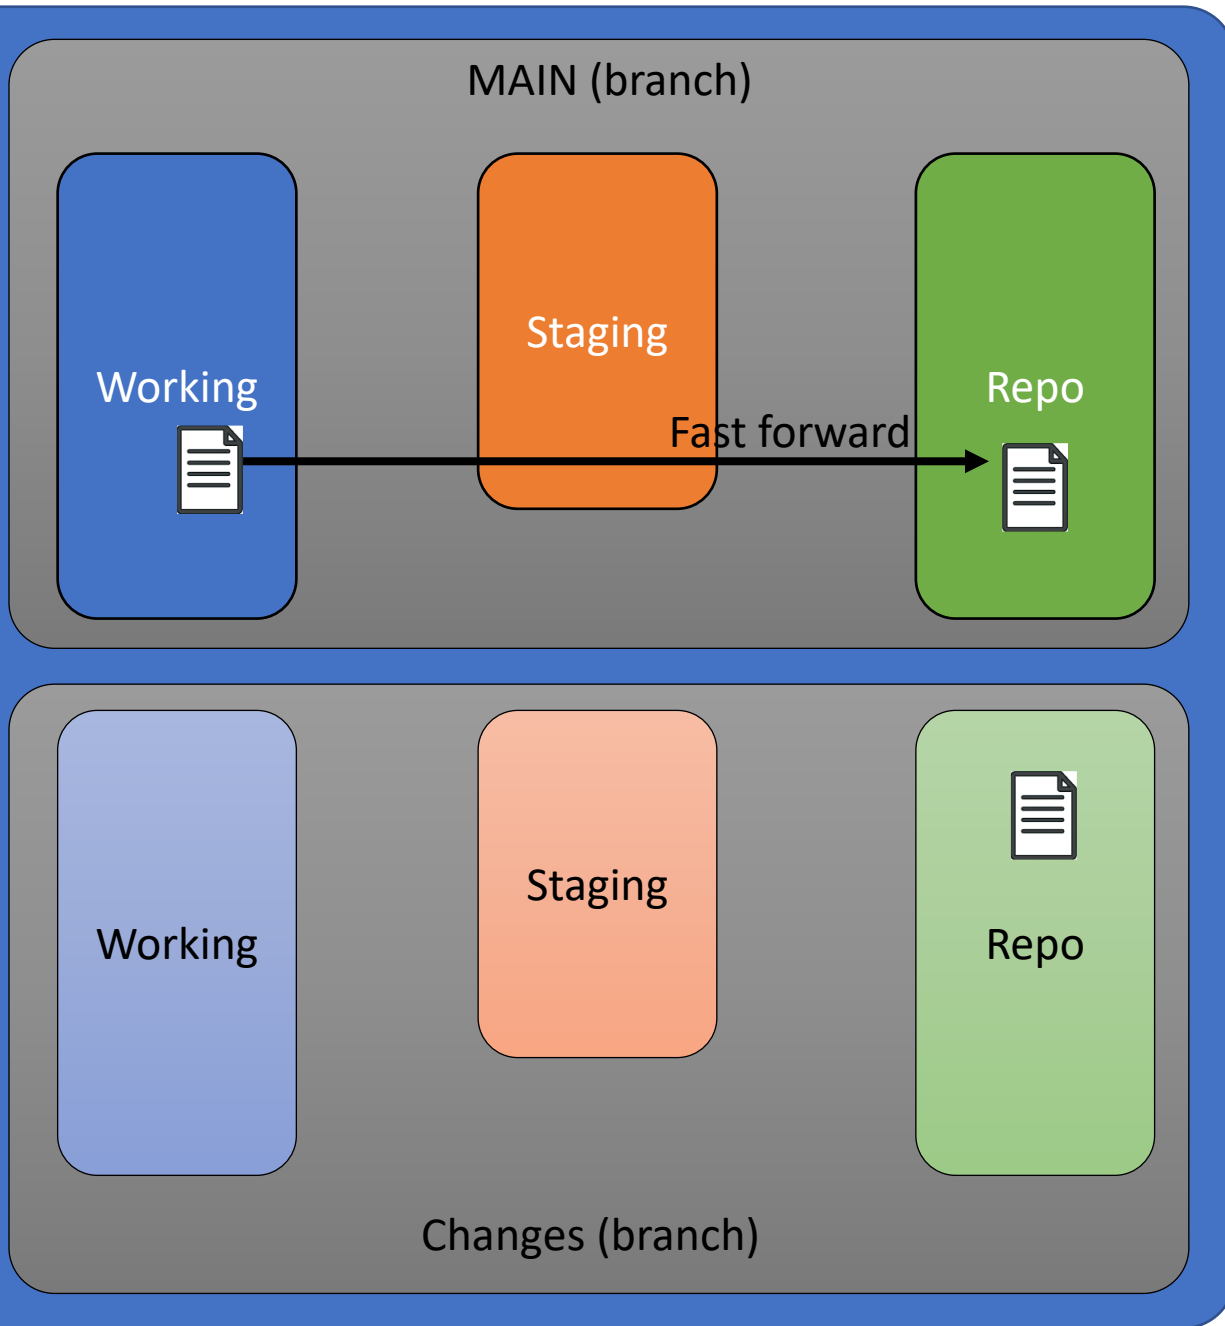 MAIN (branch)
Working
Staging
Repo
Fast forward
Working
Staging
Repo
Changes (branch)